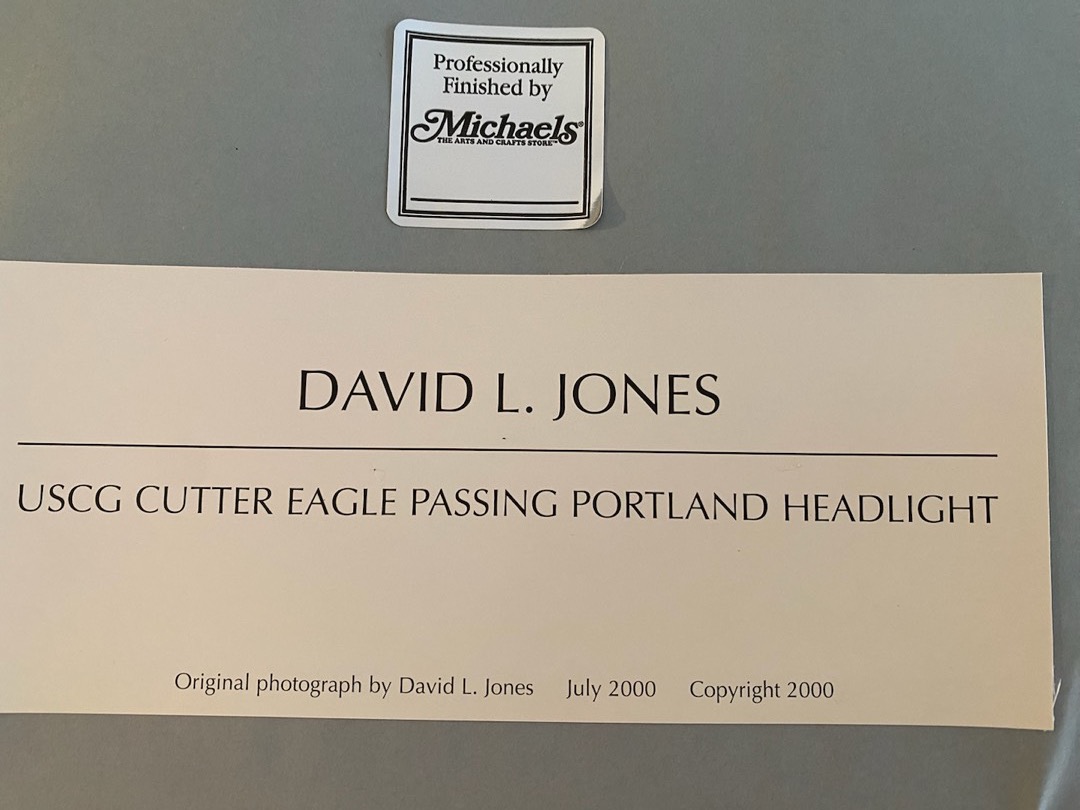 Professionally
Finished by
Michaels®
THE ARTS AND CRAFTS STORE™
DAVID L. JONES
USCG CUTTER EAGLE PASSING PORTLAND HEADLIGHT
Original photograph by David L. Jones July 2000 Copyright 2000